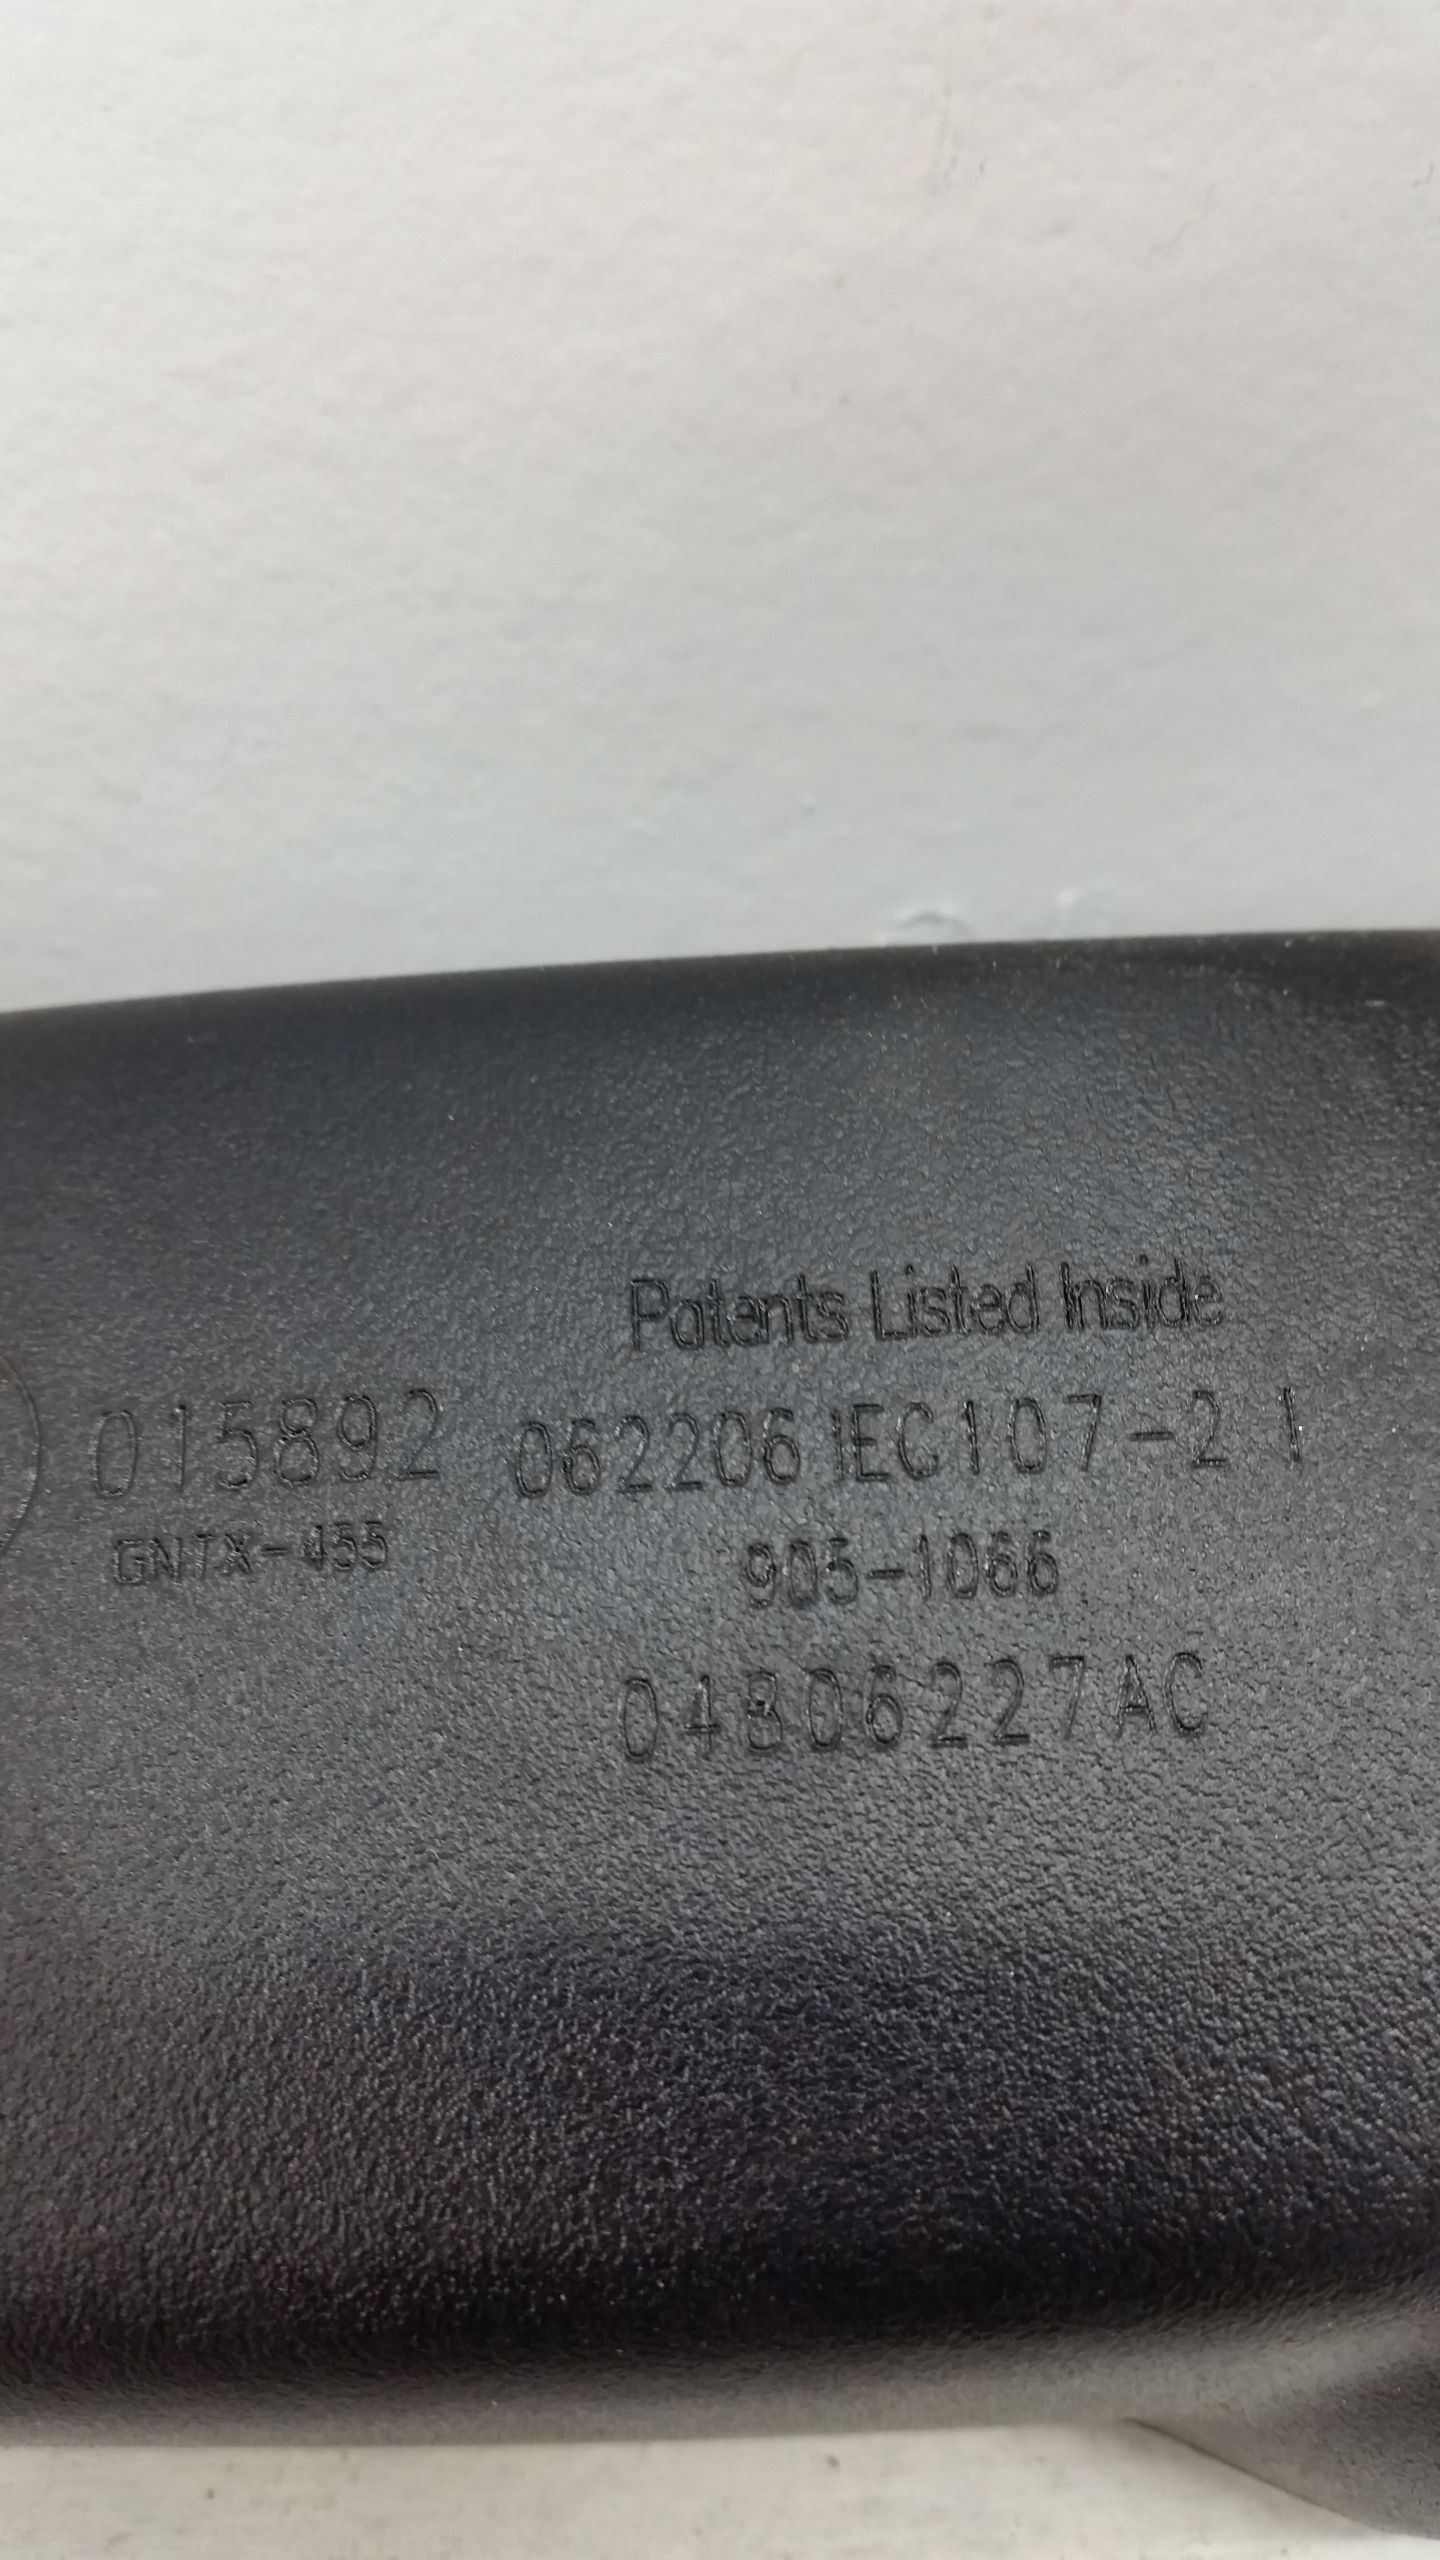 Patents Listed Inside
015892 062206 IEC107-2 1
GNTX-455 905-1066
04806227AC